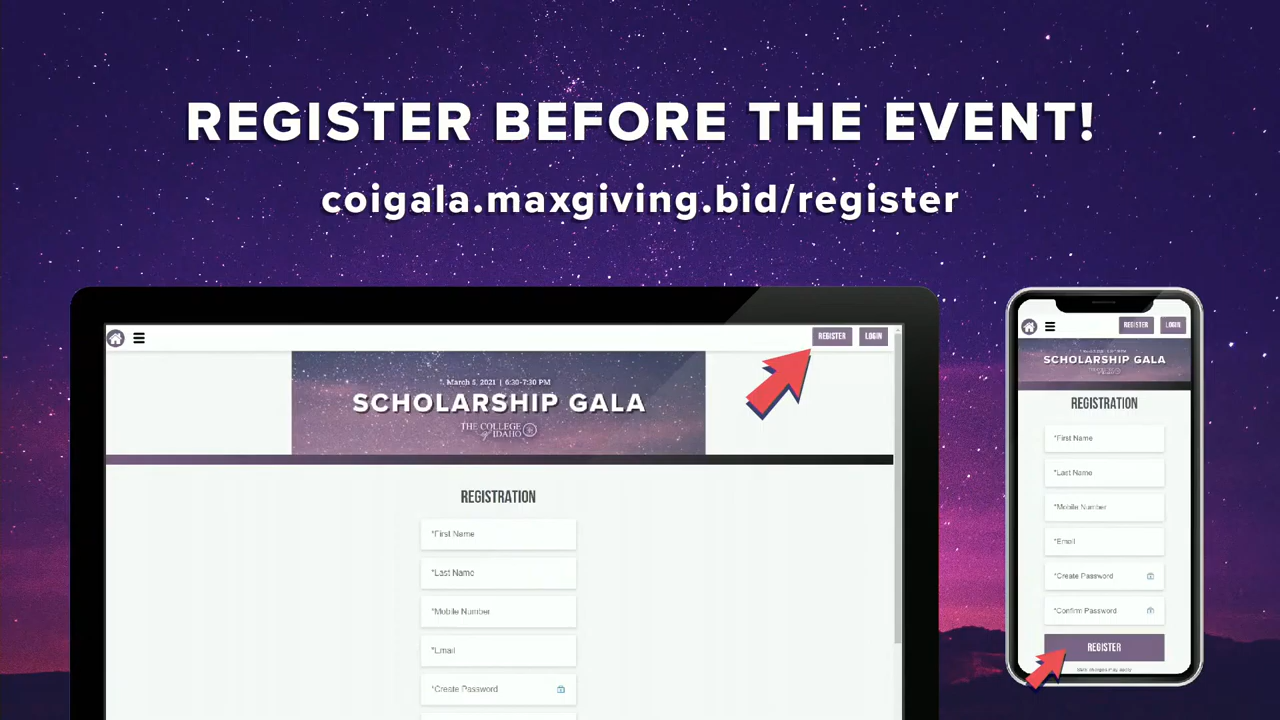 REGISTER BEFORE THE EVENT!
coigala.maxgiving.bid/register
REGISTER
LOGIN
March 5, 2021 | 6:30-7:30 PM
SCHOLARSHIP GALA
THE COLLEGE
of IDAHO
REGISTRATION
*First Name
*Last Name
*Mobile Number
*Email
*Create Password
REGISTER
LOGIN
SCHOLARSHIP GALA
REGISTRATION
*First Name
*Last Name
*Mobile Number
*Email
*Create Password
*Confirm Password
REGISTER